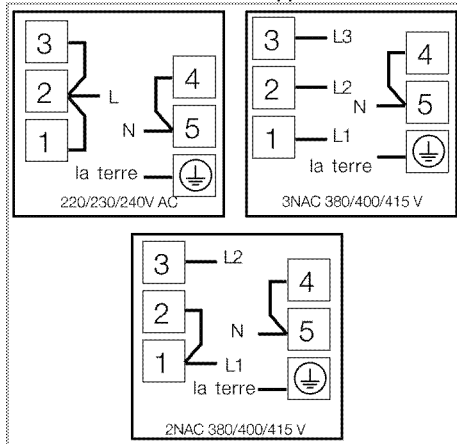 3
2
1
L
4
N
5
la terre
220/230/240V AC
3 L3
2 L2
1 L1
4
N
5
la terre
3NAC 380/400/415 V
3 L2
2
1 L1
4
N
5
la terre
2NAC 380/400/415 V